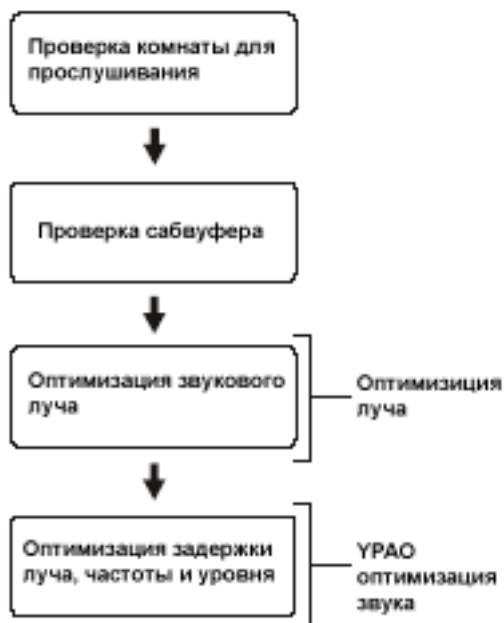 Проверка комнаты для
прослушивания
Проверка сабвуфера
Оптимизация звукового
луча
Оптимизиция
луча
Оптимизация задержки
луча, частоты и уровня
YPAO
оптимизация
звука